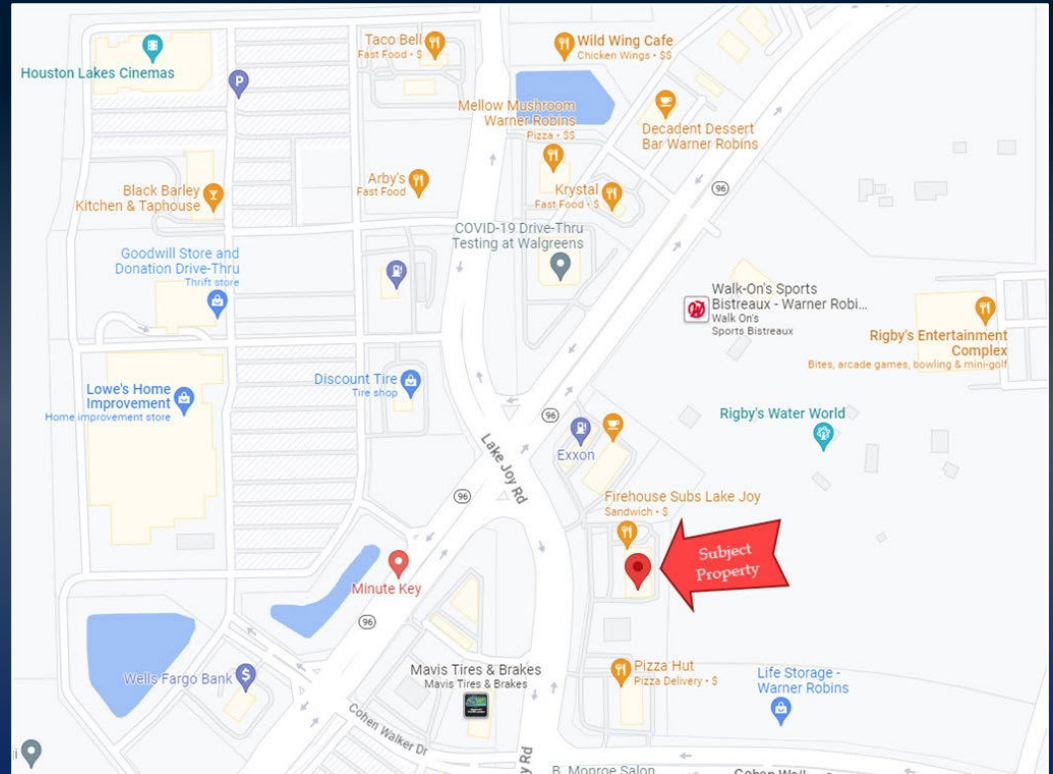 Houston Lakes Cinemas
P
Taco Bell
Fast Food • $
Wild Wing Cafe
Chicken Wings • $$
Mellow Mushroom
Warner Robins
Pizza • $$
Decadent Dessert
Bar Warner Robins
Black Barley
Kitchen & Taphouse
Arby's
Fast Food
Krystal
Fast Food • $
96
COVID-19 Drive-Thru
Testing at Walgreens
Goodwill Store and
Donation Drive-Thru
Thrift store
Walk-On's Sports
Bistreaux - Warner Robi...
Walk On's
Sports Bistreaux
Rigby's Entertainment
Complex
Bites, arcade games, bowling & mini-golf
Lowe's Home
Improvement
Home improvement store
Discount Tire
Tire shop
96
Rigby's Water World
Exxon
Lake Joy Rd
96
Firehouse Subs Lake Joy
Sandwich • $
Subject
Property
Minute Key
96
Wells Fargo Bank
$
Mavis Tires & Brakes
Mavis Tires & Brakes
Pizza Hut
Pizza Delivery • $
Life Storage -
Warner Robins
Cohen Walker Dr
y Rd
B. Monroe Salon